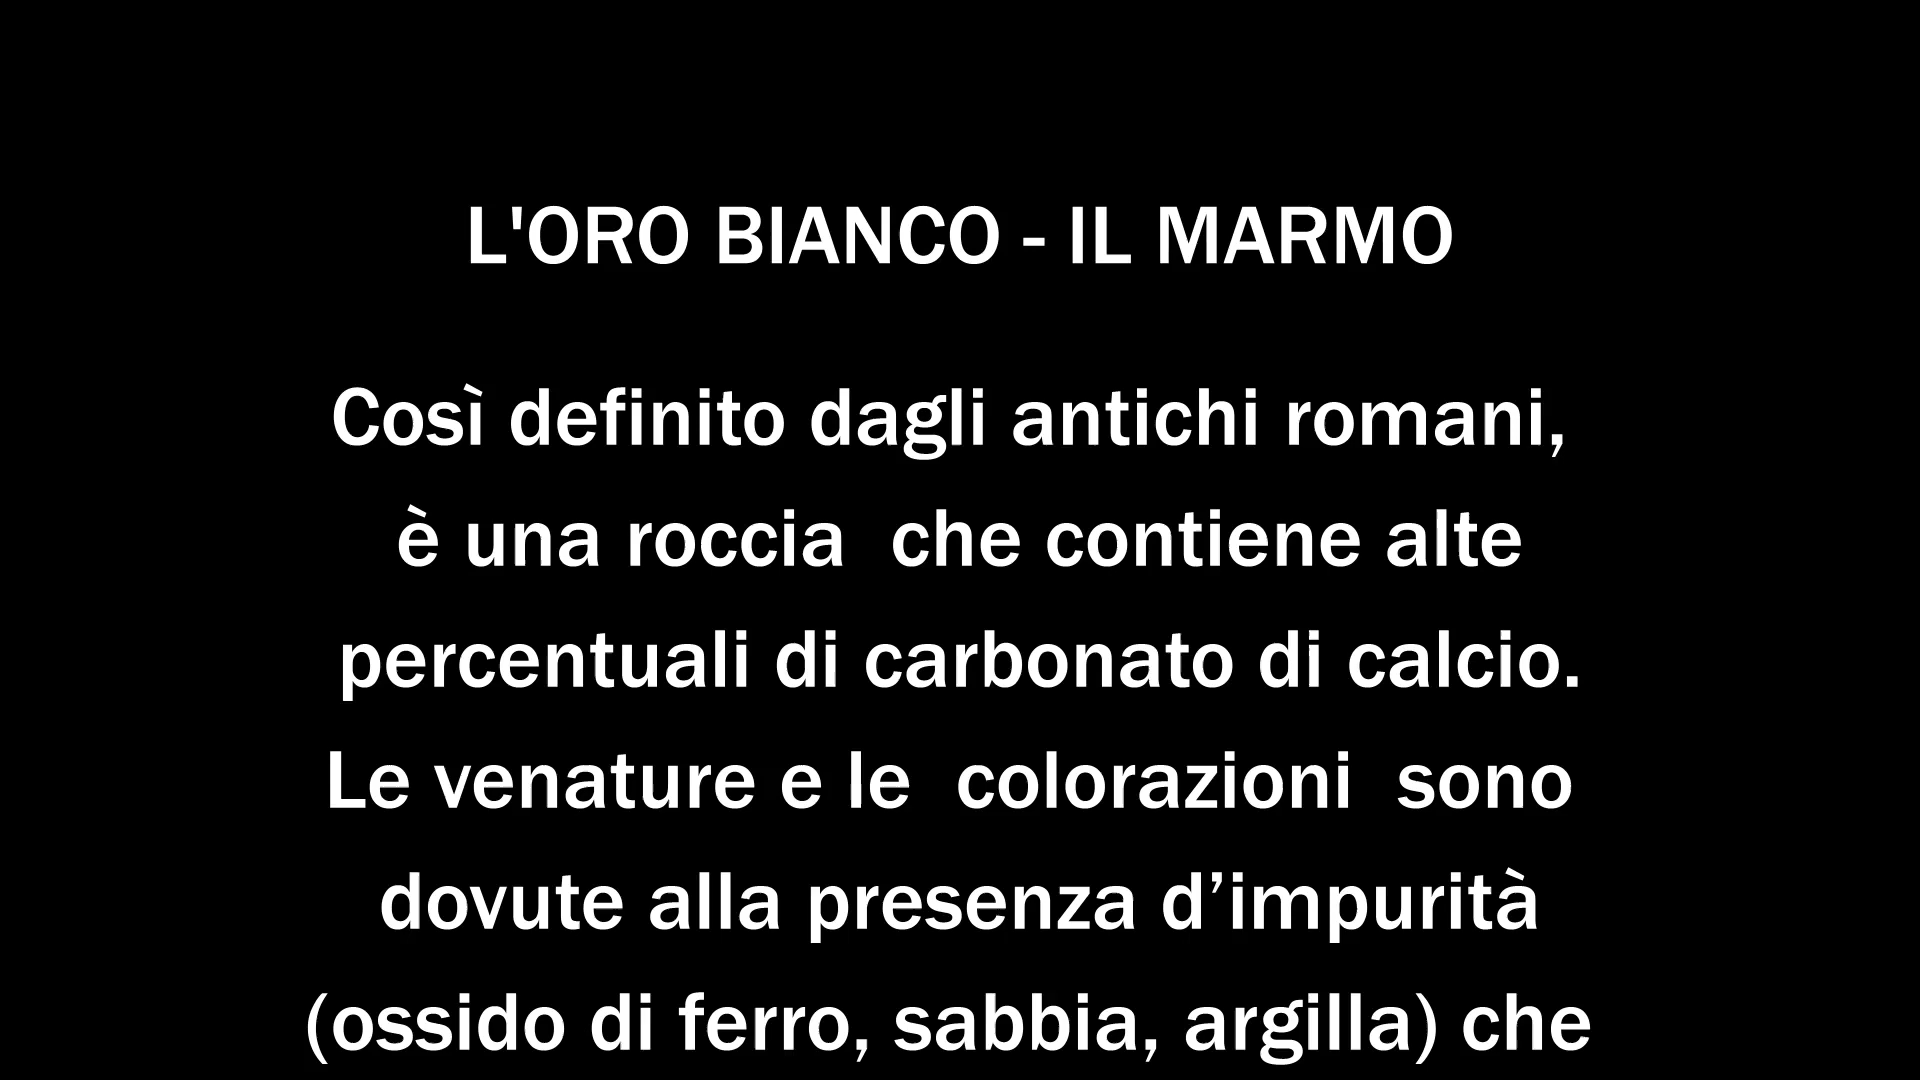 L'ORO BIANCO - IL MARMO
Così definito dagli antichi romani,
è una roccia  che contiene alte
percentuali di carbonato di calcio.
Le venature e le  colorazioni  sono
dovute alla presenza d’impurità
(ossido di ferro, sabbia, argilla) che